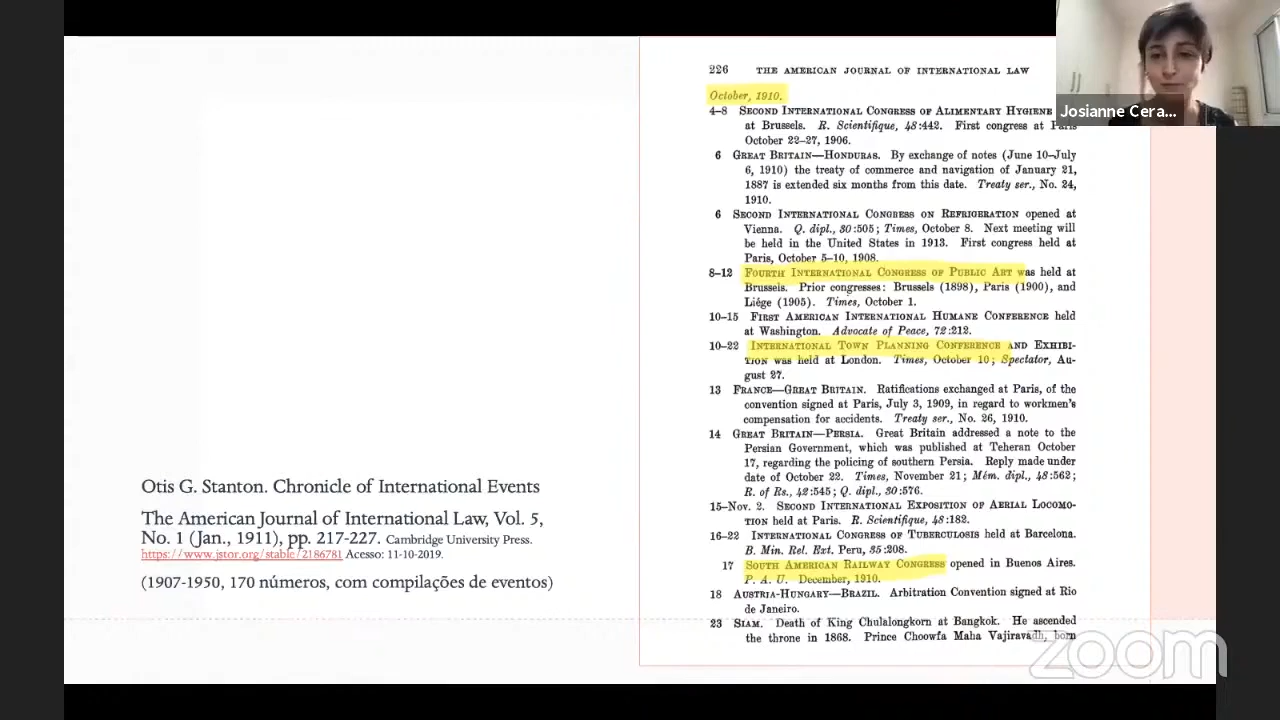 Otis G. Stanton. Chronicle of International Events
The American Journal of International Law, Vol. 5,
No. 1 (Jan., 1911), pp. 217-227. Cambridge University Press.
https://www.jstor.org/stable/2186781 Acesso: 11-10-2019.
(1907-1950, 170 números, com compilações de eventos)
226 THE AMERICAN JOURNAL OF INTERNATIONAL LAW
October, 1910.
4–8 SECOND INTERNATIONAL CONGRESS OF ALIMENTARY HYGIENE
at Brussels. R. Scientifique, 48:442. First congress at Paris
October 22–27, 1906.
6 GREAT BRITAIN—HONDURAS. By exchange of notes (June 10–July
6, 1910) the treaty of commerce and navigation of January 21,
1887 is extended six months from this date. Treaty ser., No. 24,
1910.
6 SECOND INTERNATIONAL CONGRESS ON REFRIGERATION opened at
Vienna. Q. dipl., 30:505; Times, October 8. Next meeting will
be held in the United States in 1913. First congress held at
Paris, October 5–10, 1908.
8–12 FOURTH INTERNATIONAL CONGRESS OF PUBLIC ART was held at
Brussels. Prior congresses: Brussels (1898), Paris (1900), and
Liége (1905). Times, October 1.
10–15 FIRST AMERICAN INTERNATIONAL HUMANE CONFERENCE held
at Washington. Advocate of Peace, 72:212.
10–22 INTERNATIONAL TOWN PLANNING CONFERENCE AND EXHIBI-
TION was held at London. Times, October 10; Spectator, Au-
gust 27.
13 FRANCE—GREAT BRITAIN. Ratifications exchanged at Paris, of the
convention signed at Paris, July 3, 1909, in regard to workmen's
compensation for accidents. Treaty ser., No. 26, 1910.
14 GREAT BRITAIN—PERSIA. Great Britain addressed a note to the
Persian Government, which was published at Teheran October
17, regarding the policing of southern Persia. Reply made under
date of October 22. Times, November 21; Mém. dipl., 48:562;
R. of Rs., 42:545; Q. dipl., 30:576.
15–Nov. 2. SECOND INTERNATIONAL EXPOSITION OF AERIAL LOCOMO-
TION held at Paris. R. Scientifique, 48:182.
16–22 INTERNATIONAL CONGRESS OF TUBERCULOSIS held at Barcelona.
B. Min. Rel. Ext. Peru, 35:208.
17 SOUTH AMERICAN RAILWAY CONGRESS opened in Buenos Aires.
P. A. U. December, 1910.
18 AUSTRIA-HUNGARY—BRAZIL. Arbitration Convention signed at Rio
de Janeiro.
23 SIAM. Death of King Chulalongkorn at Bangkok. He ascended
the throne in 1868. Prince Choowfa Maha Vajiravadh, born
Josianne Cera...
zoom